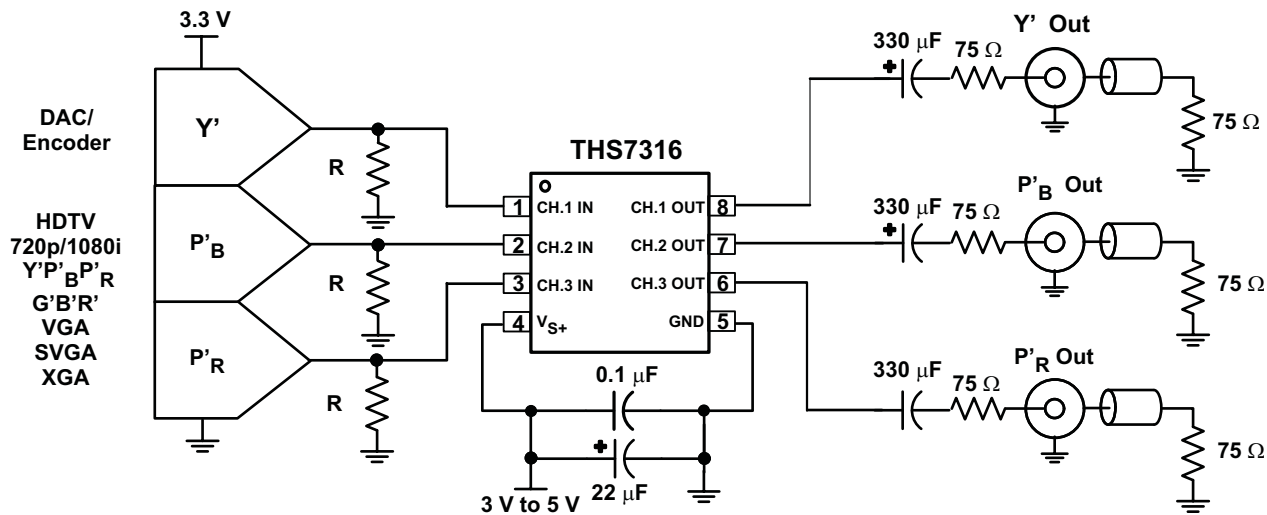 3.3 V
DAC/
Encoder
HDTV
720p/1080i
Y'P'BP'R
G'B'R'
VGA
SVGA
XGA
Y'
P'B
P'R
R
R
R
THS7316
1 CH.1 IN CH.1 OUT 8
2 CH.2 IN CH.2 OUT 7
3 CH.3 IN CH.3 OUT 6
4 VS+ GND 5
0.1 μF
+
22 μF
3 V to 5 V
Y' Out
330 μF
+
75 Ω
75 Ω
P'B Out
330 μF
+
75 Ω
75 Ω
P'R Out
330 μF
+
75 Ω
75 Ω